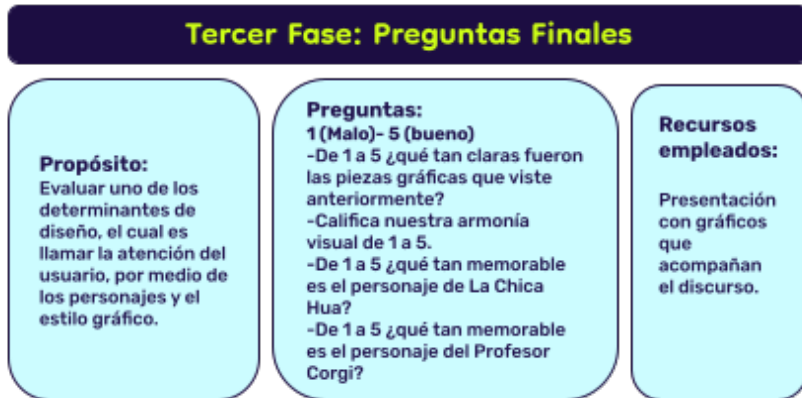 Tercer Fase: Preguntas Finales
Propósito:
Evaluar uno de los
determinantes de
diseño, el cual es
llamar la atención del
usuario, por medio de
los personajes y el
estilo gráfico.
Preguntas:
1 (Malo)- 5 (bueno)
-De 1 a 5 ¿qué tan claras fueron
las piezas gráficas que viste
anteriormente?
-Califica nuestra armonía
visual de 1 a 5.
-De 1 a 5 ¿qué tan memorable
es el personaje de La Chica
Hua?
-De 1 a 5 ¿qué tan memorable
es el personaje del Profesor
Corgi?
Recursos
empleados:
Presentación
con gráficos
que
acompañan
el discurso.